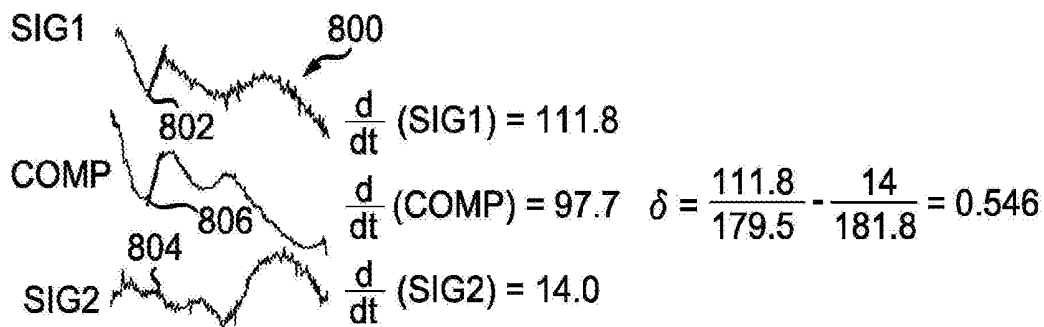 SIG1
800
802
d/dt (SIG1) = 111.8
COMP
806
d/dt (COMP) = 97.7 δ = 111.8/179.5 - 14/181.8 = 0.546
804
SIG2
d/dt (SIG2) = 14.0